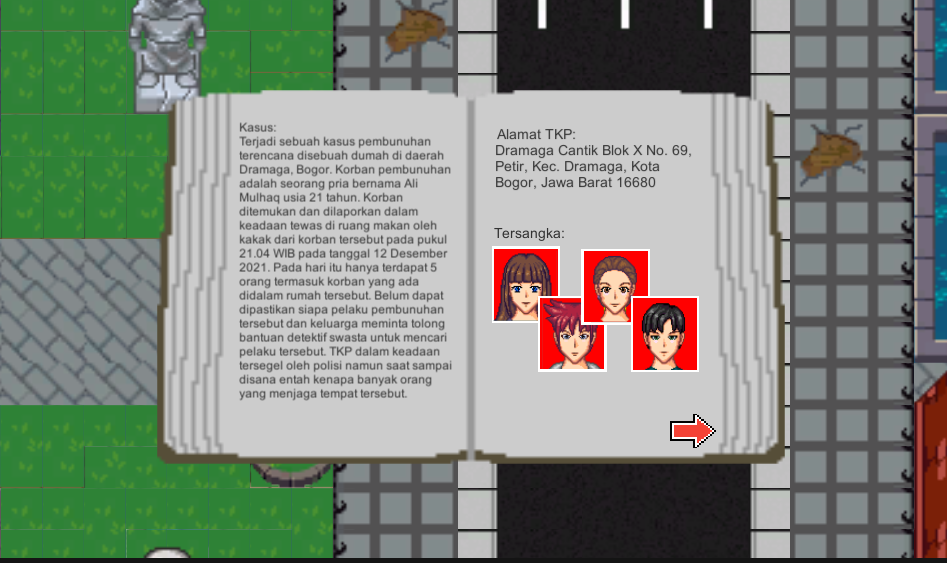 Kasus:
Terjadi sebuah kasus pembunuhan
terencana disebuah dumah di daerah
Dramaga, Bogor. Korban pembunuhan
adalah seorang pria bernama Ali
Mulhaq usia 21 tahun. Korban
ditemukan dan dilaporkan dalam
keadaan tewas di ruang makan oleh
kakak dari korban tersebut pada pukul
21.04 WIB pada tanggal 12 Desember
2021. Pada hari itu hanya terdapat 5
orang termasuk korban yang ada
didalam rumah tersebut. Belum dapat
dipastikan siapa pelaku pembunuhan
tersebut dan keluarga meminta tolong
bantuan detektif swasta untuk mencari
pelaku tersebut. TKP dalam keadaan
tersegel oleh polisi namun saat sampai
disana entah kenapa banyak orang
yang menjaga tempat tersebut.
Alamat TKP:
Dramaga Cantik Blok X No. 69,
Petir, Kec. Dramaga, Kota
Bogor, Jawa Barat 16680
Tersangka: